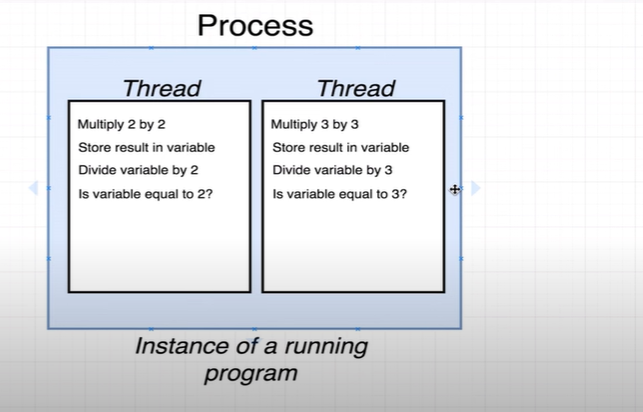 Process
Thread
Multiply 2 by 2
Store result in variable
Divide variable by 2
Is variable equal to 2?
Thread
Multiply 3 by 3
Store result in variable
Divide variable by 3
Is variable equal to 3?
Instance of a running
program